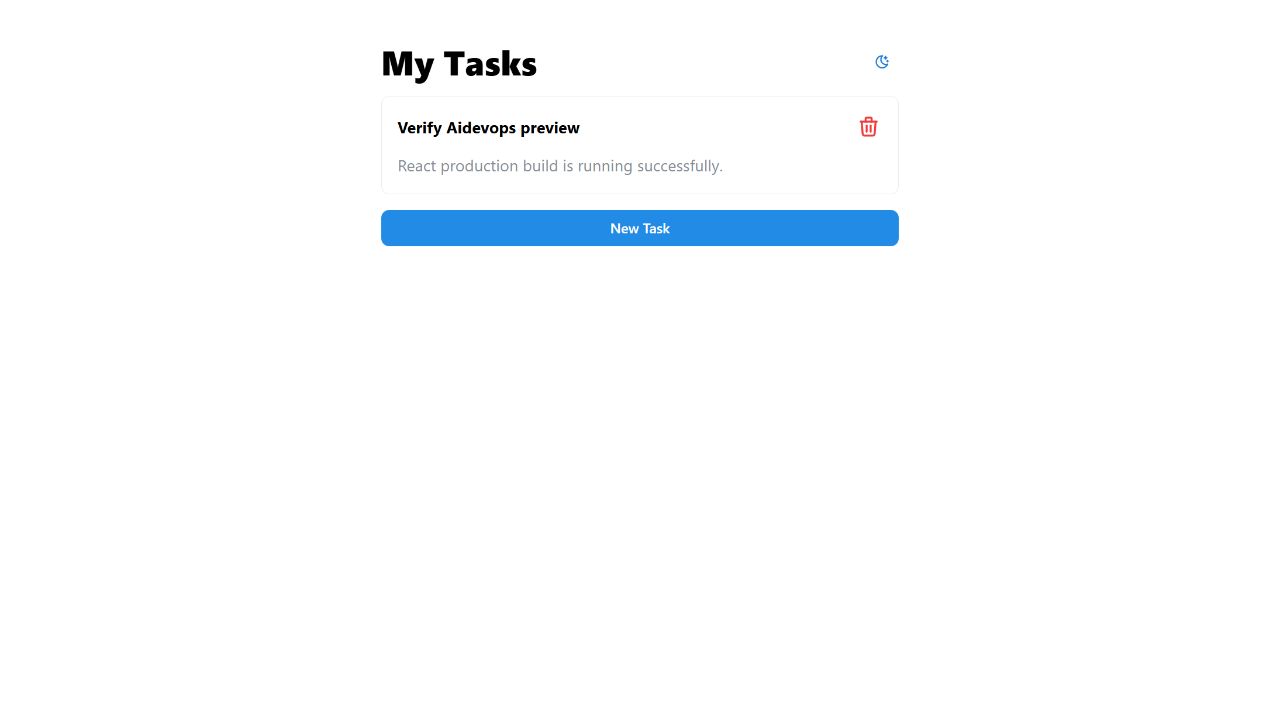 My Tasks
Verify Aidevops preview
React production build is running successfully.
New Task